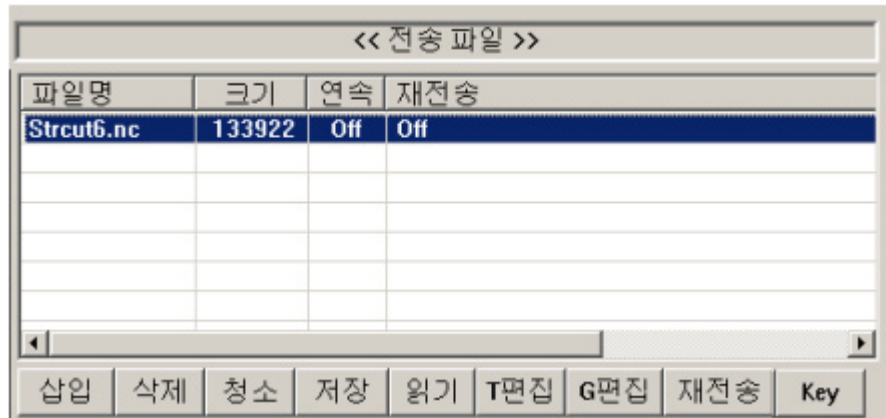 << 전송 파일 >>
파일명 크기 연속 재전송
Strcut6.nc 133922 Off Off
삽입 삭제 청소 저장 읽기 T편집 G편집 재전송 Key